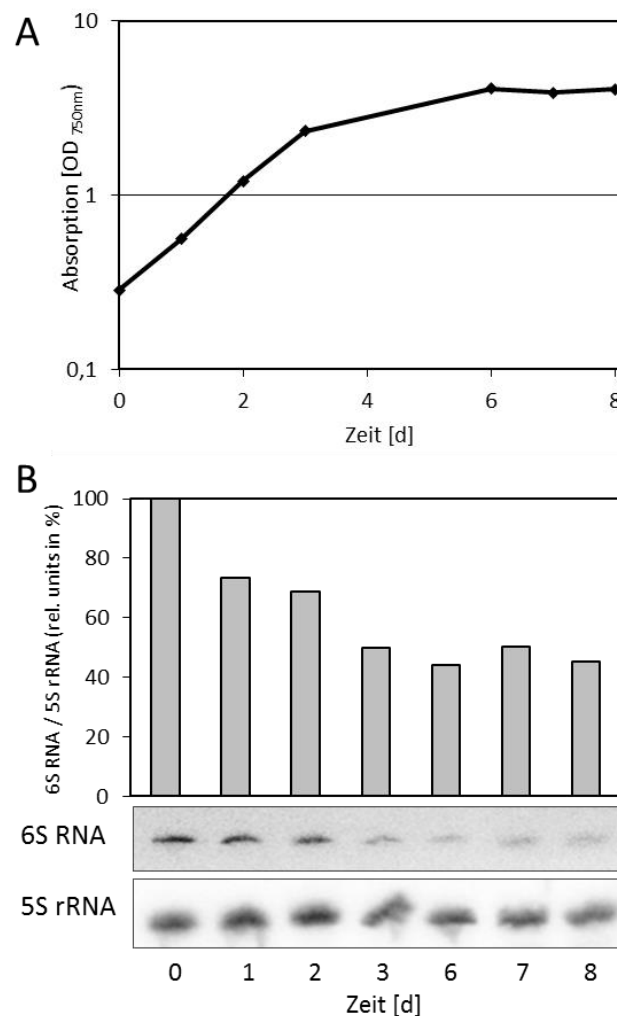 A
Absorption [OD 750nm]
10
1
0,1
0 2 4 6 8
Zeit [d]
B
6S RNA / 5S rRNA (rel. units in %)
100
80
60
40
20
0
6S RNA
5S rRNA
0 1 2 3 6 7 8
Zeit [d]